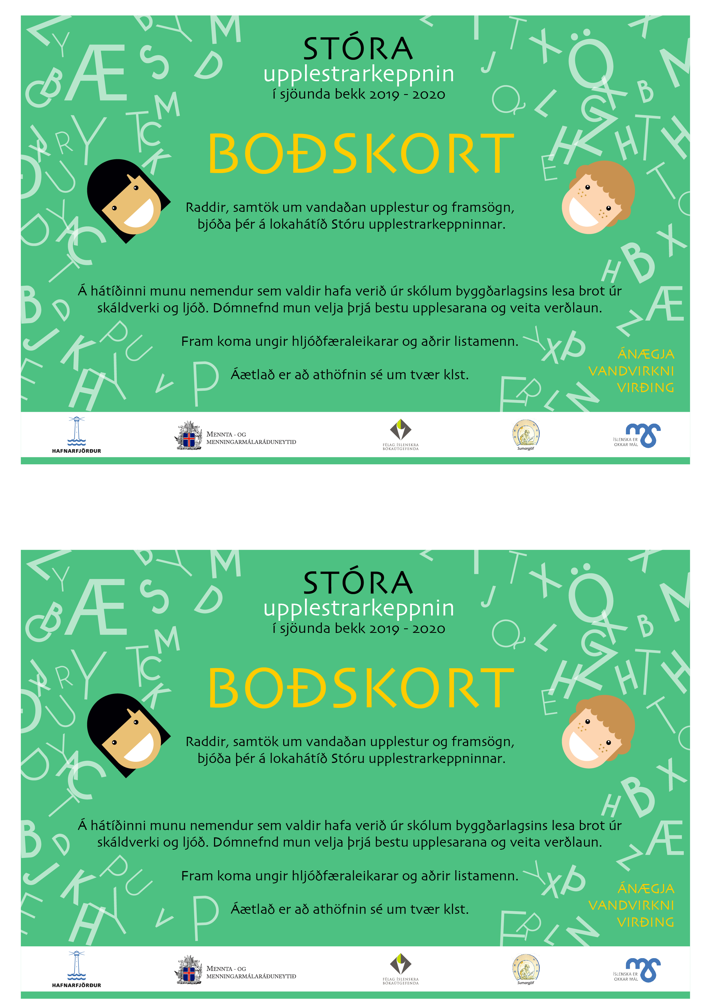 STÓRA
upplestrarkeppnin
í sjöunda bekk 2019 - 2020
BOÐSKORT
Raddir, samtök um vandaðan upplestur og framsögn,
bjóða þér á lokahátíð Stóru upplestrarkeppninnar.
Á hátíðinni munu nemendur sem valdir hafa verið úr skólum byggðarlagsins lesa brot úr
skáldverki og ljóð. Dómnefnd mun velja þrjá bestu upplesarana og veita verðlaun.
Fram koma ungir hljóðfæraleikarar og aðrir listamenn.
Áætlað er að athöfnin sé um tvær klst.
ÁNÆGJA
VANDVIRKNI
VIRÐING
HAFNARFJÖRÐUR
MENNTA - OG
MENNINGARMÁLARÁÐUNEYTIÐ
FÉLAG ÍSLENSKRA
BÓKAÚTGEFENDA
Sumargjöf
ms
ÍSLENSKA ER
OKKAR MÁL
STÓRA
upplestrarkeppnin
í sjöunda bekk 2019 - 2020
BOÐSKORT
Raddir, samtök um vandaðan upplestur og framsögn,
bjóða þér á lokahátíð Stóru upplestrarkeppninnar.
Á hátíðinni munu nemendur sem valdir hafa verið úr skólum byggðarlagsins lesa brot úr
skáldverki og ljóð. Dómnefnd mun velja þrjá bestu upplesarana og veita verðlaun.
Fram koma ungir hljóðfæraleikarar og aðrir listamenn.
Áætlað er að athöfnin sé um tvær klst.
ÁNÆGJA
VANDVIRKNI
VIRÐING
HAFNARFJÖRÐUR
MENNTA - OG
MENNINGARMÁLARÁÐUNEYTIÐ
FÉLAG ÍSLENSKRA
BÓKAÚTGEFENDA
Sumargjöf
ms
ÍSLENSKA ER
OKKAR MÁL